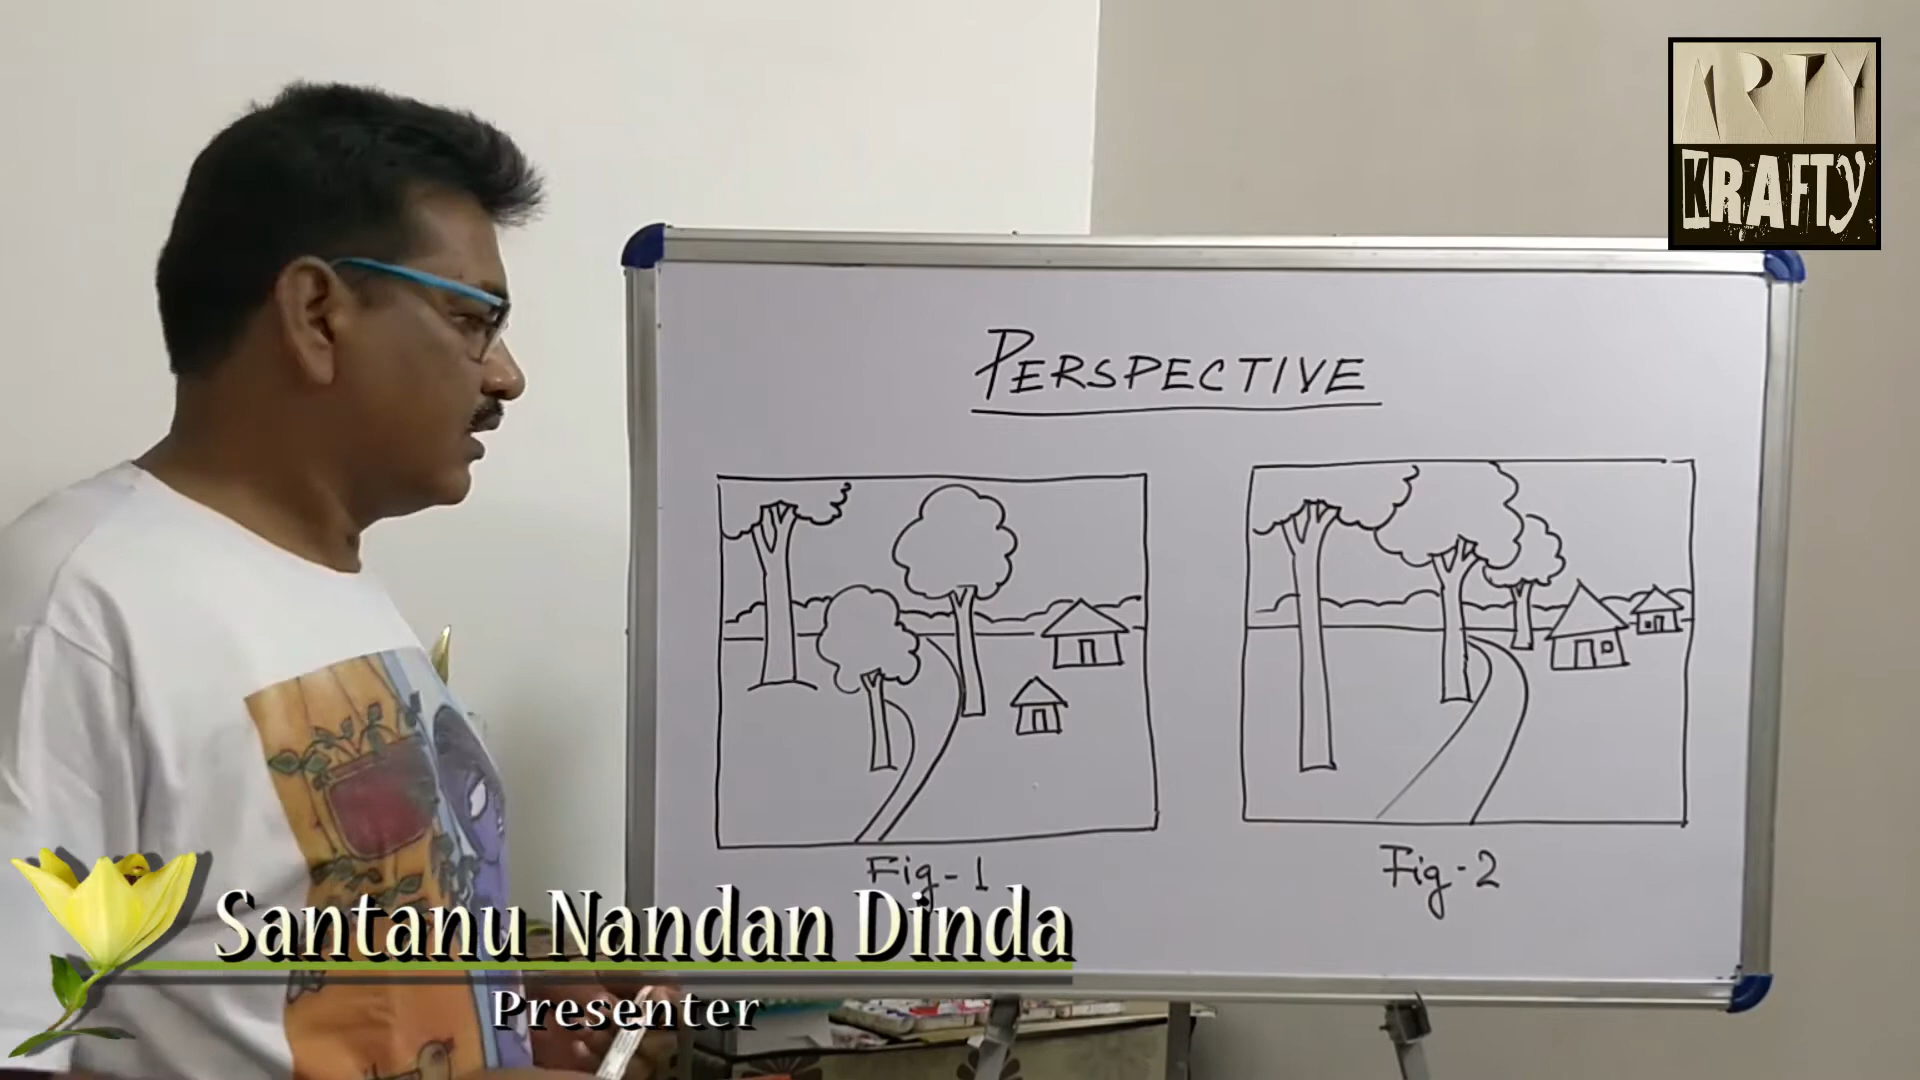 ARTY
KRAFTY
PERSPECTIVE
Fig-1
Fig-2
Santanu Nandan Dinda
Presenter